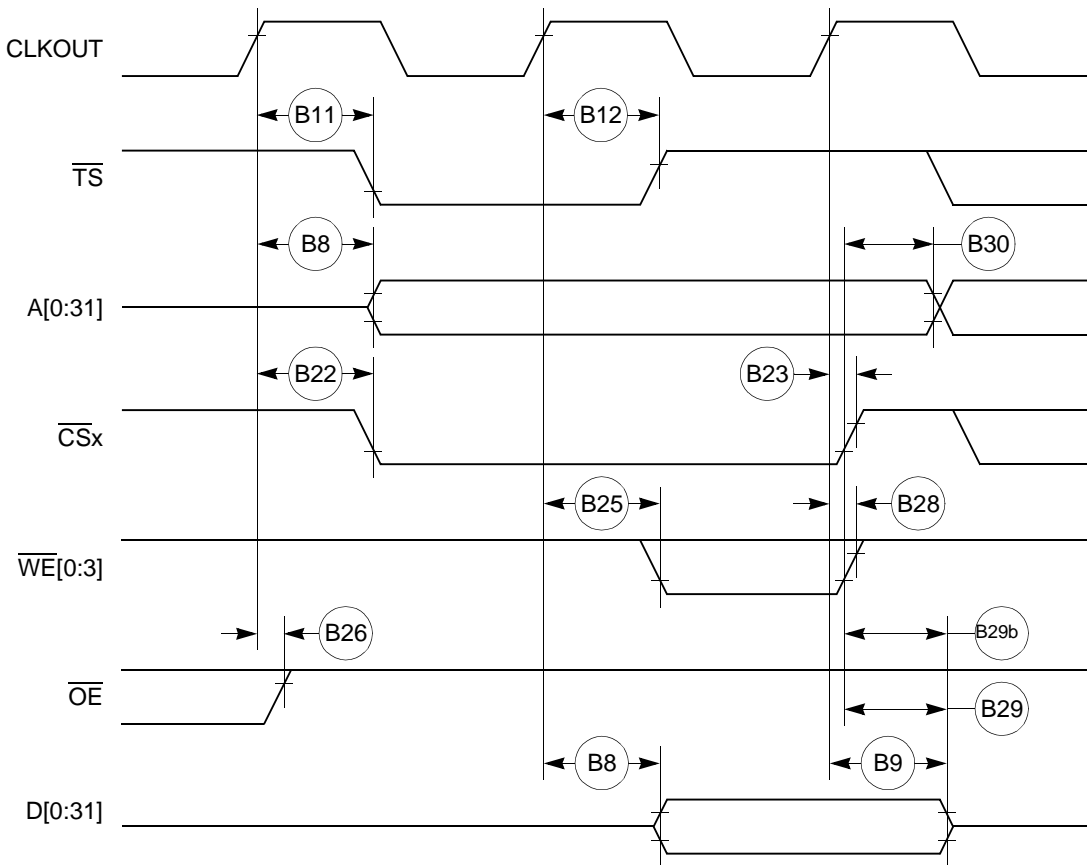 CLKOUT
B11
B12
TS
B8
B30
A[0:31]
B22
B23
CSx
B25
B28
WE[0:3]
B26
B29b
OE
B29
B8
B9
D[0:31]